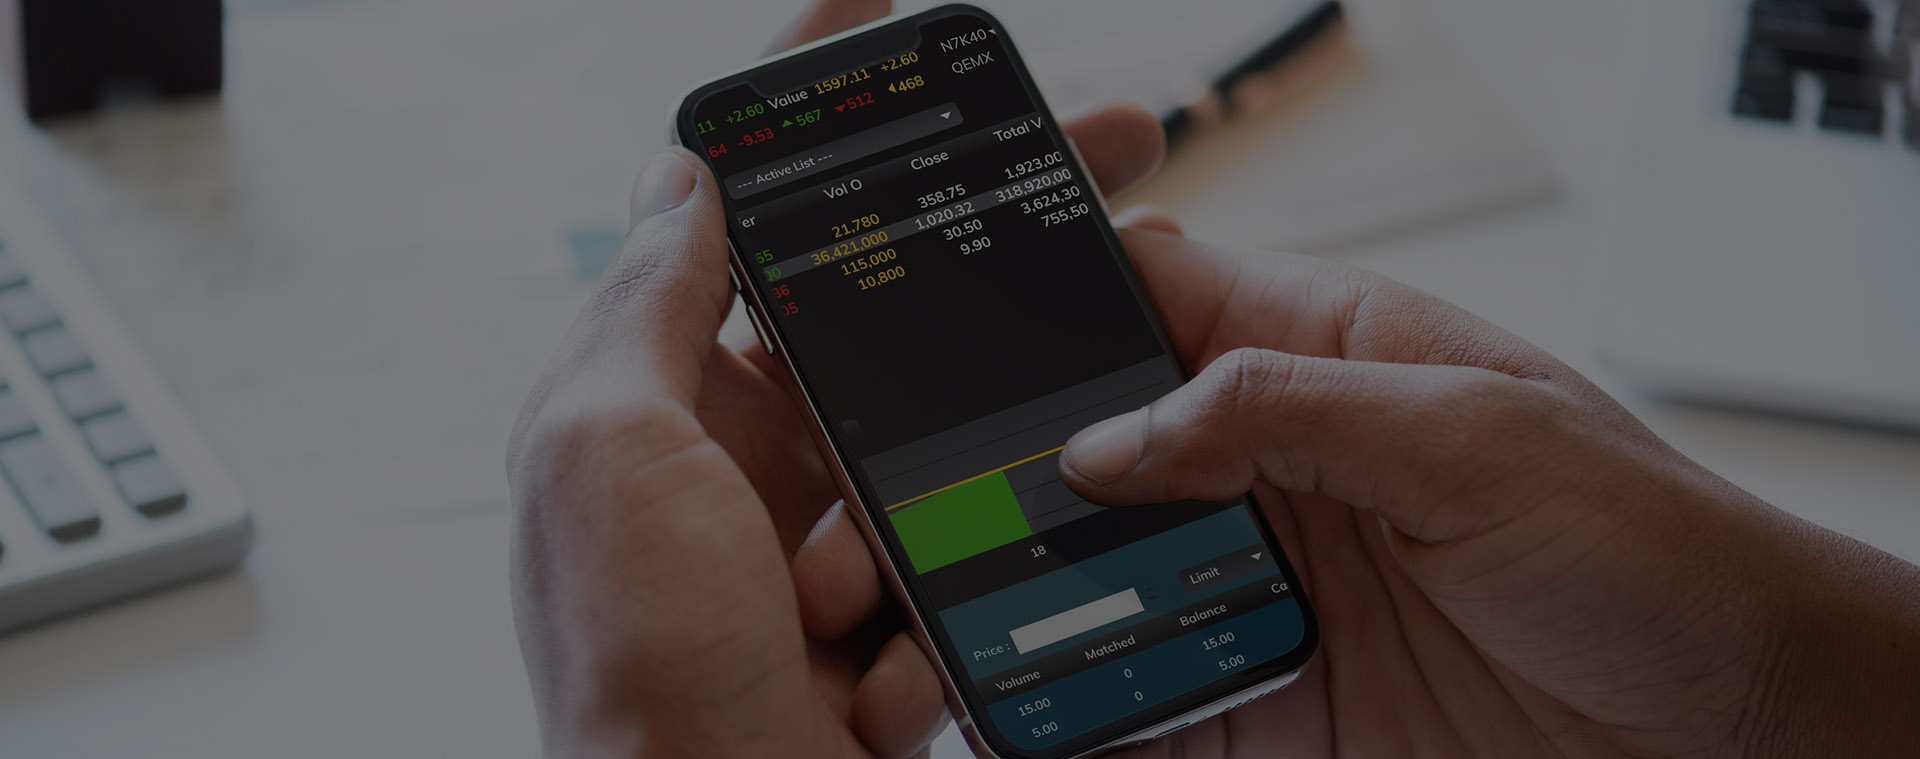 11 +2.60 Value 1597.11 +2.60 N7K40
64 -9.53 567 512 468 QEMX
--- Active List ---
er Vol O Close Total V
65 21,780 358.75 1,923,00
00 36,421,000 1,020.32 318,920,00
36 115,000 30.50 3,624,30
05 10,800 9.90 755,50
18
Price : Limit
Volume Matched Balance Ca
15.00 0 15.00
5.00 0 5.00